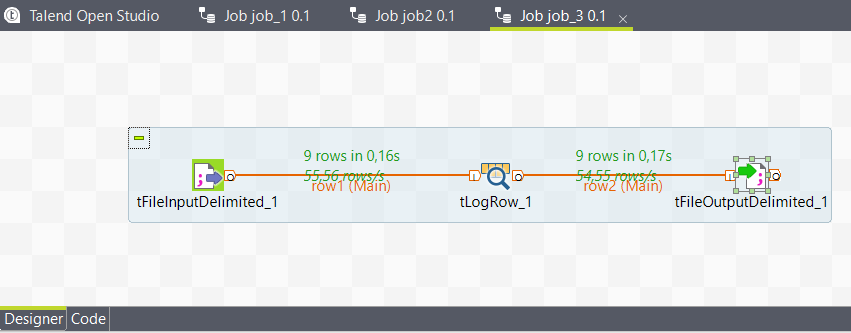 Talend Open Studio
Job job_1 0.1
Job job2 0.1
Job job_3 0.1
9 rows in 0,16s
55,56 rows/s
row1 (Main)
9 rows in 0,17s
54,55 rows/s
row2 (Main)
tFileInputDelimited_1
tLogRow_1
tFileOutputDelimited_1
Designer
Code